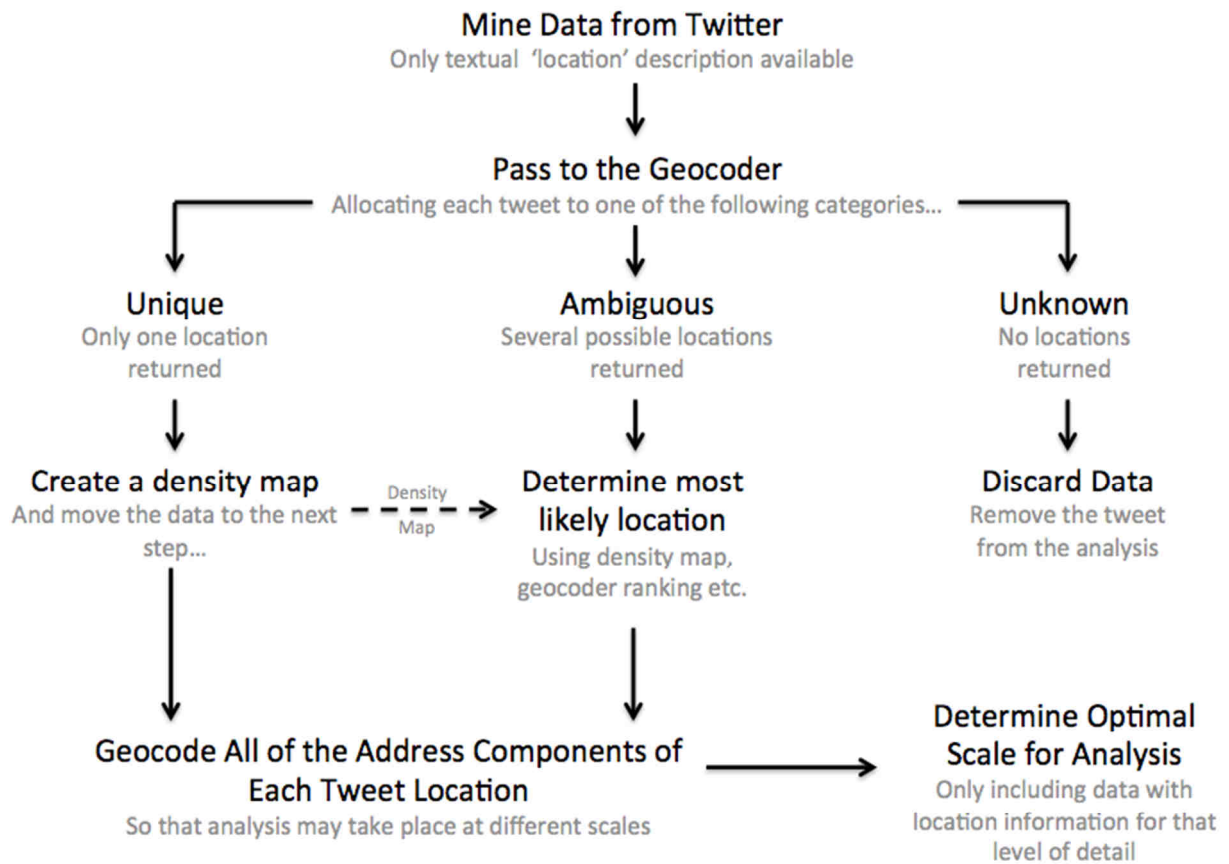 Mine Data from Twitter
Only textual 'location' description available
Pass to the Geocoder
Allocating each tweet to one of the following categories...
Unique
Only one location
returned
Ambiguous
Several possible locations
returned
Unknown
No locations
returned
Create a density map
And move the data to the next
step...
Density
Map
Determine most
likely location
Using density map,
geocoder ranking etc.
Discard Data
Remove the tweet
from the analysis
Geocode All of the Address Components of
Each Tweet Location
So that analysis may take place at different scales
Determine Optimal
Scale for Analysis
Only including data with
location information for that
level of detail